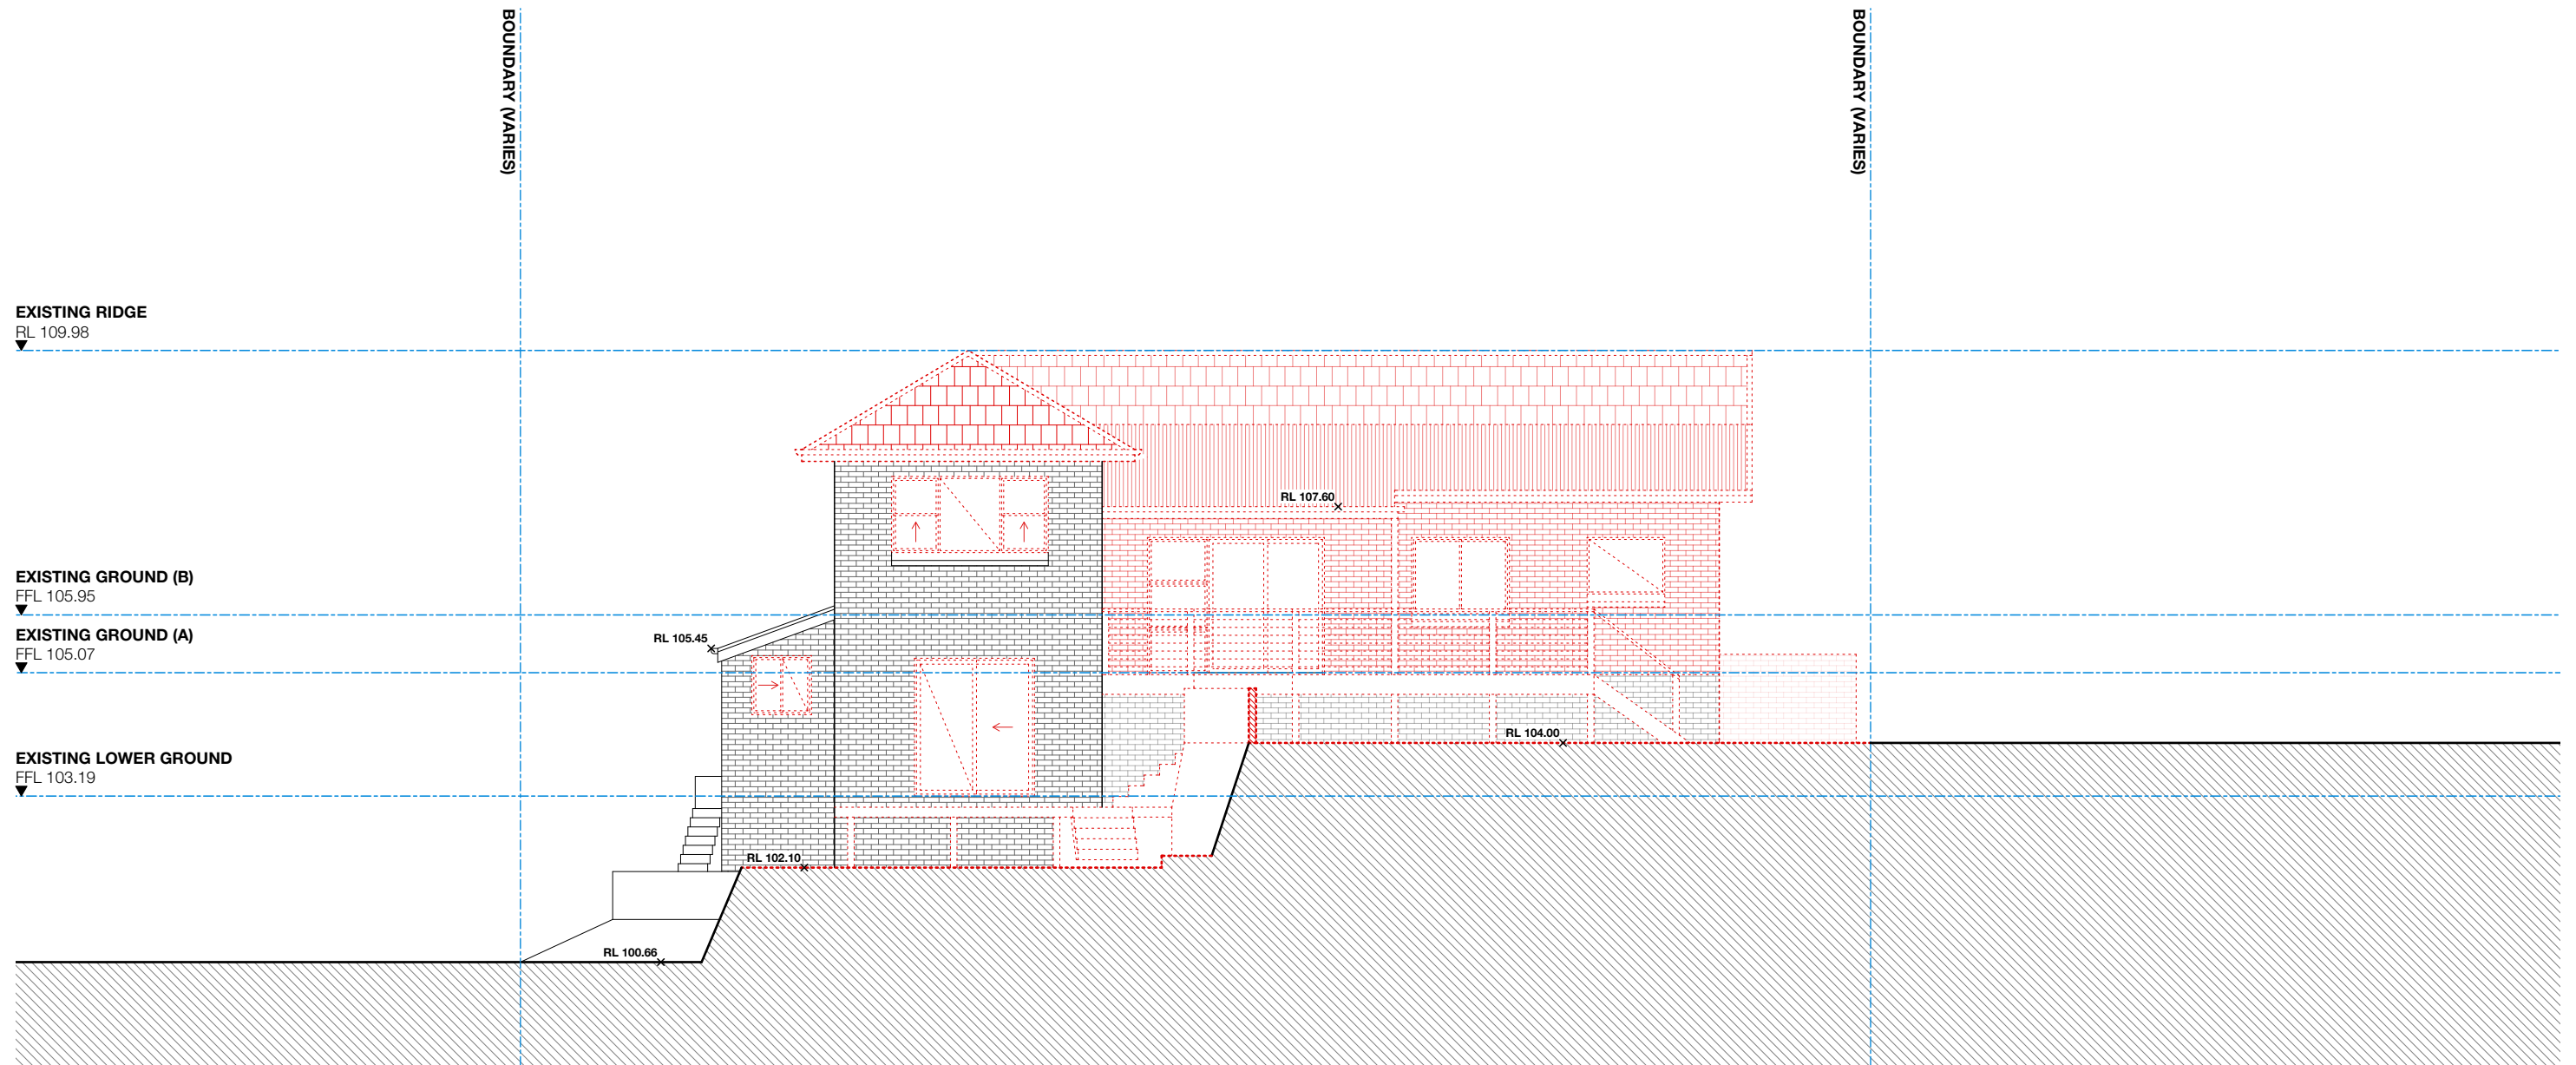 BOUNDARY (VARIES)
BOUNDARY (VARIES)
EXISTING RIDGE
RL 109.98
RL 107.60
EXISTING GROUND (B)
FFL 105.95
EXISTING GROUND (A)
FFL 105.07
RL 105.45
RL 104.00
EXISTING LOWER GROUND
FFL 103.19
RL 102.10
RL 100.66